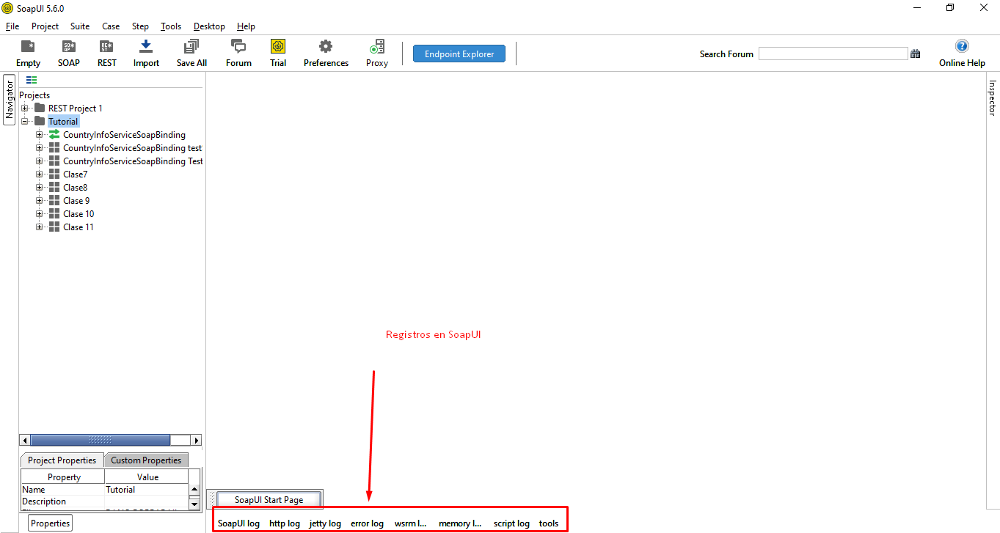 SoapUI 5.6.0
File Project Suite Case Step Tools Desktop Help
Empty SOAP REST Import Save All Forum Trial Preferences Proxy Endpoint Explorer Search Forum Online Help
Navigator
Inspector
Projects
REST Project 1
Tutorial
CountryInfoServiceSoapBinding
CountryInfoServiceSoapBinding test
CountryInfoServiceSoapBinding Test
Clase7
Clase8
Clase 9
Clase 10
Clase 11
Registros en SoapUI
Project Properties Custom Properties
Property Value
Name Tutorial
Description
SoapUI Start Page
Properties
SoapUI log http log jetty log error log wsrm l... memory l... script log tools